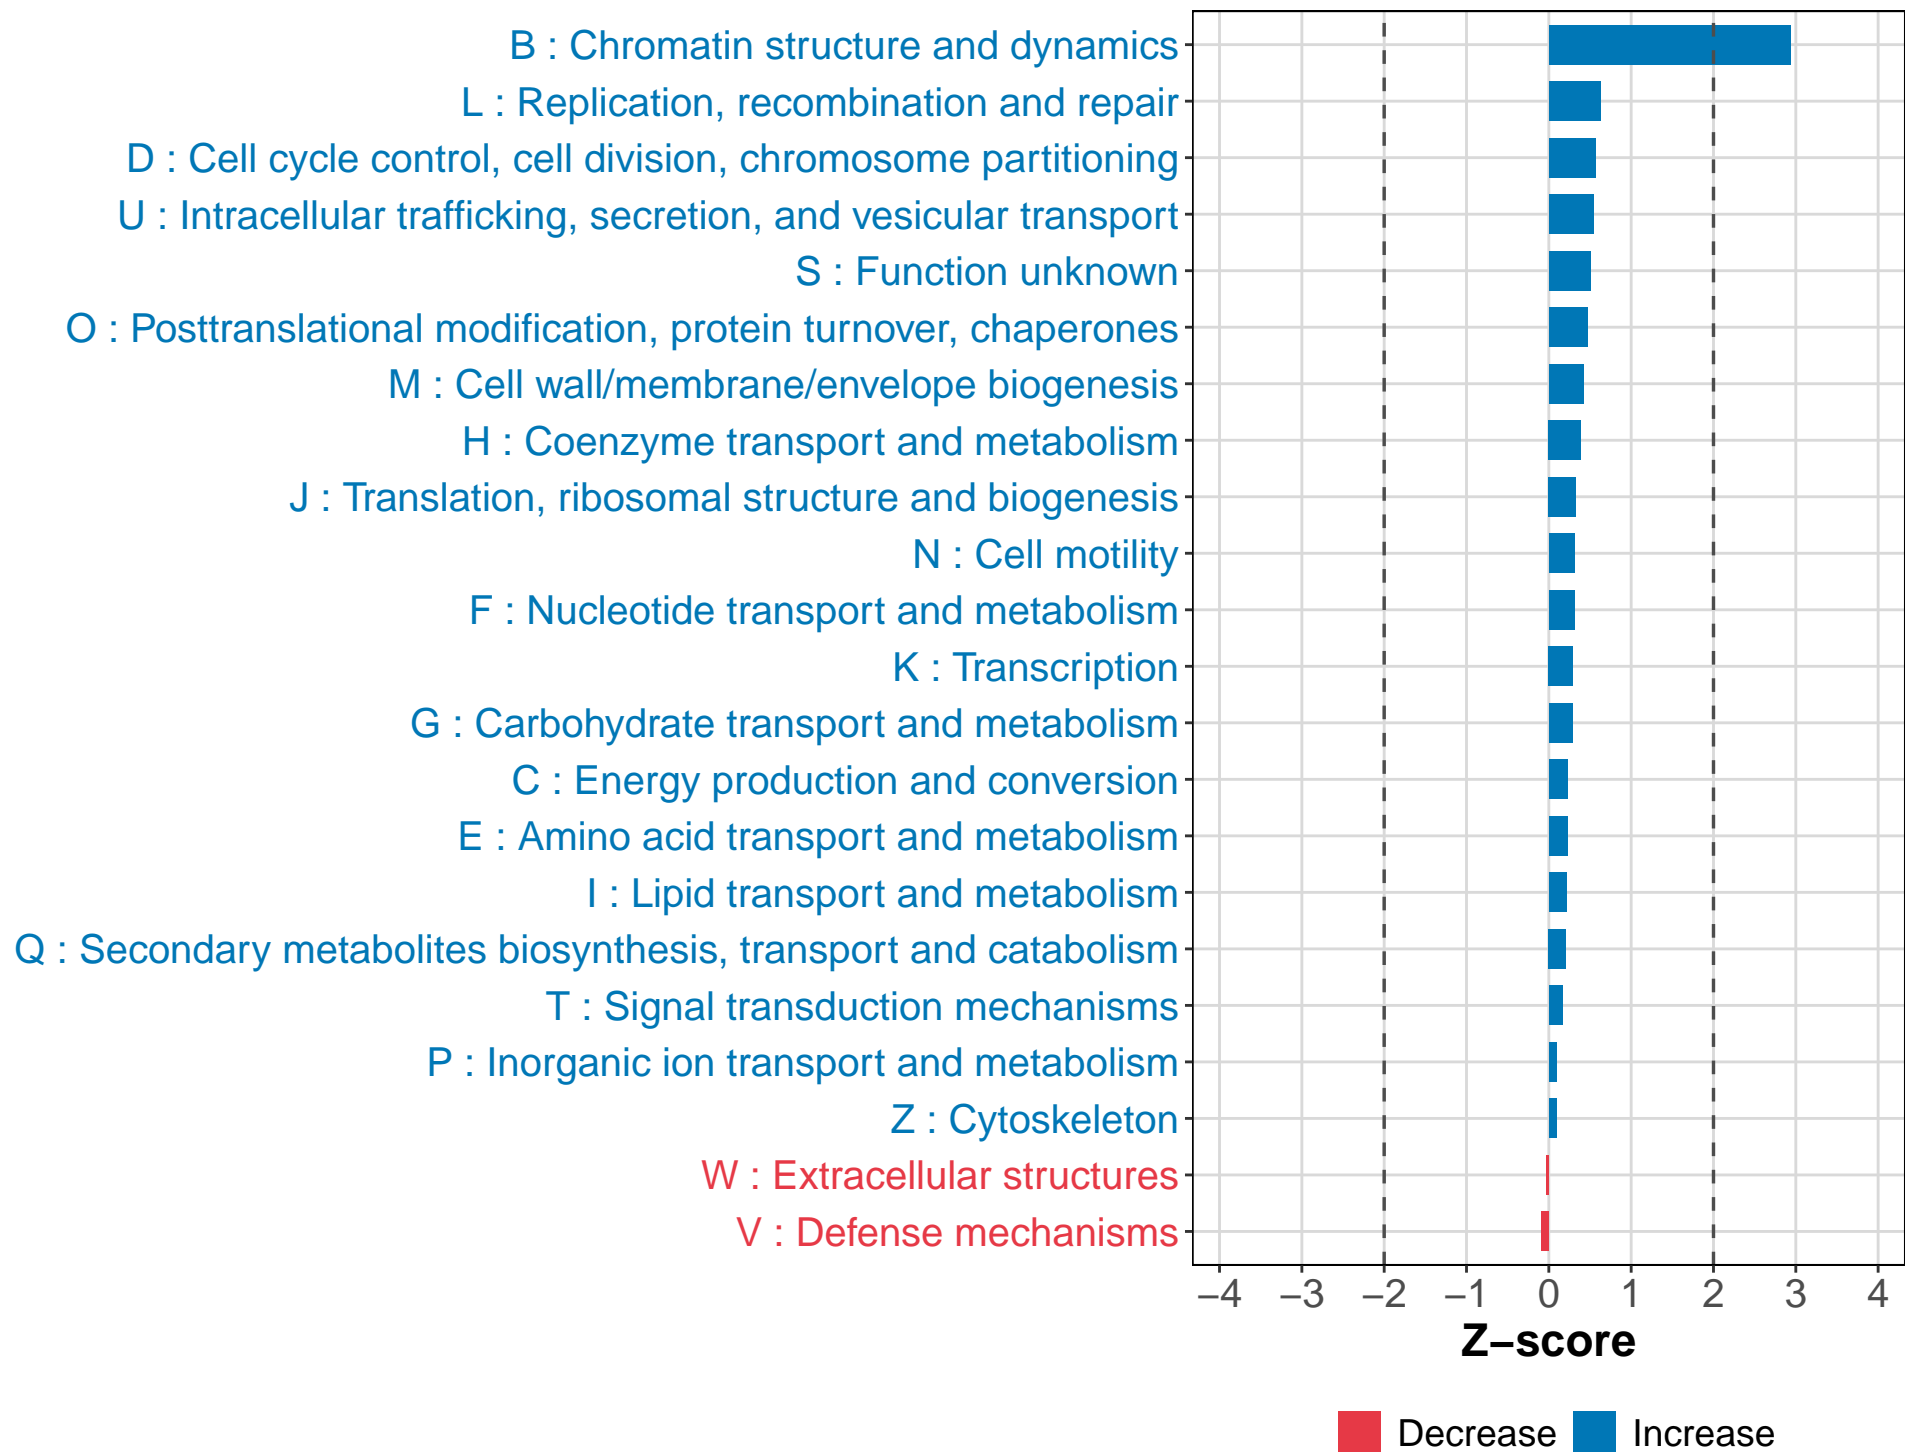 B : Chromatin structure and dynamics
L : Replication, recombination and repair
D : Cell cycle control, cell division, chromosome partitioning
U : Intracellular trafficking, secretion, and vesicular transport
S : Function unknown
O : Posttranslational modification, protein turnover, chaperones
M : Cell wall/membrane/envelope biogenesis
H : Coenzyme transport and metabolism
J : Translation, ribosomal structure and biogenesis
N : Cell motility
F : Nucleotide transport and metabolism
K : Transcription
G : Carbohydrate transport and metabolism
C : Energy production and conversion
E : Amino acid transport and metabolism
I : Lipid transport and metabolism
Q : Secondary metabolites biosynthesis, transport and catabolism
T : Signal transduction mechanisms
P : Inorganic ion transport and metabolism
Z : Cytoskeleton
W : Extracellular structures
V : Defense mechanisms
−4 −3 −2 −1 0 1 2 3 4
Z−score
Decrease Increase